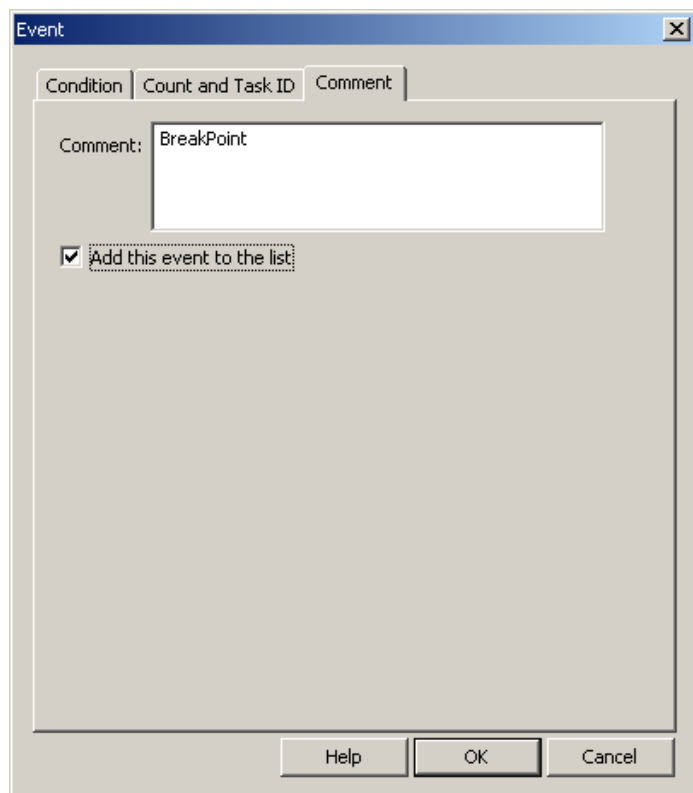 Event
Condition Count and Task ID Comment
Comment: BreakPoint
Add this event to the list
Help OK Cancel